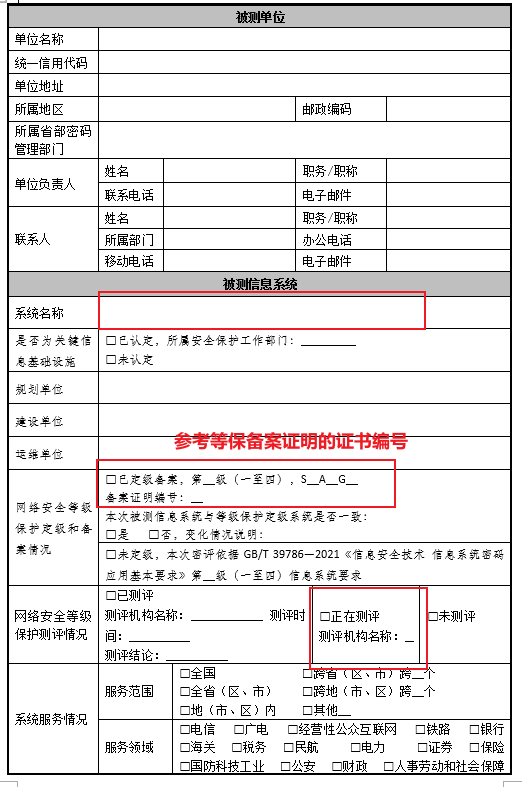 被测单位
单位名称
统一信用代码
单位地址
所属地区 邮政编码
所属省部密码
管理部门
单位负责人 姓名 职务/职称
联系电话 电子邮件
联系人 姓名 职务/职称
所属部门 办公电话
移动电话 电子邮件
被测信息系统
系统名称
是否为关键信
息基础设施
□已认定，所属安全保护工作部门：__________
□未认定
规划单位
建设单位
参考等保备案证明的证书编号
运维单位
网络安全等级
保护定级和备
案情况
□已定级备案，第__级（一至四），S__A__G__
备案证明编号：__
本次被测信息系统与等级保护定级系统是否一致：
□是 □否，变化情况说明：
□未定级，本次密评依据 GB/T 39786—2021《信息安全技术 信息系统密码
应用基本要求》第__级（一至四）信息系统要求
网络安全等级
保护测评情况
□已测评
测评机构名称：____________ 测评时
间：__________
测评结论：__________
□正在测评
测评机构名称：__
□未测评
系统服务情况
服务范围
□全国 □跨省（区、市）跨__个
□全省（区、市） □跨地（市、区）跨__个
□地（市、区）内 □其他__
服务领域
□电信 □广电 □经营性公众互联网 □铁路 □银行
□海关 □税务 □民航 □电力 □证券 □保险
□国防科技工业 □公安 □财政 □人事劳动和社会保障